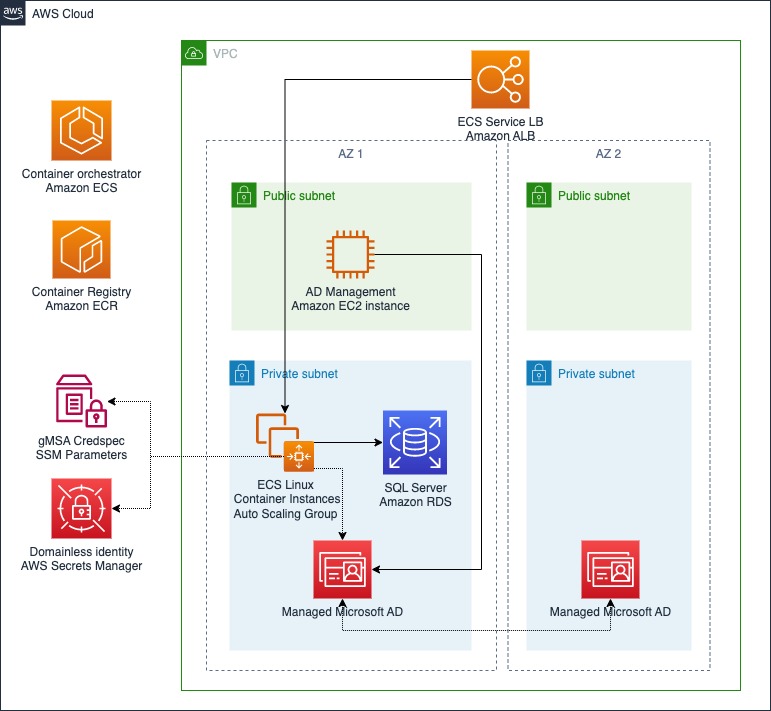 aws
AWS Cloud
VPC
ECS Service LB
Amazon ALB
AZ 1
AZ 2
Public subnet
Public subnet
Container orchestrator
Amazon ECS
AD Management
Amazon EC2 instance
Container Registry
Amazon ECR
Private subnet
Private subnet
gMSA Credspec
SSM Parameters
ECS Linux
Container Instances
Auto Scaling Group
SQL Server
Amazon RDS
Domainless identity
AWS Secrets Manager
Managed Microsoft AD
Managed Microsoft AD